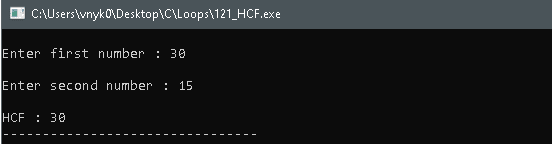 C:\Users\vnyk0\Desktop\C\Loops\121_HCF.exe
Enter first number : 30
Enter second number : 15
HCF : 30
--------------------------------